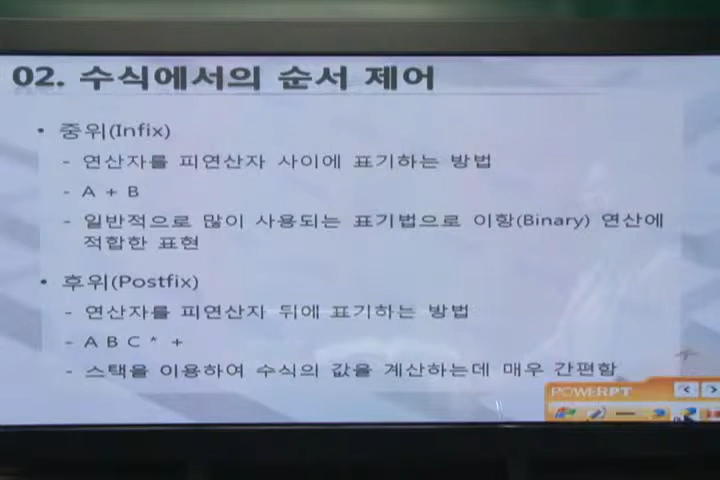 02. 수식에서의 순서 제어
• 중위(Infix)
- 연산자를 피연산자 사이에 표기하는 방법
- A + B
- 일반적으로 많이 사용되는 표기법으로 이항(Binary) 연산에
적합한 표현
• 후위(Postfix)
- 연산자를 피연산자 뒤에 표기하는 방법
- A B C * +
- 스택을 이용하여 수식의 값을 계산하는데 매우 간편함
POWERPT